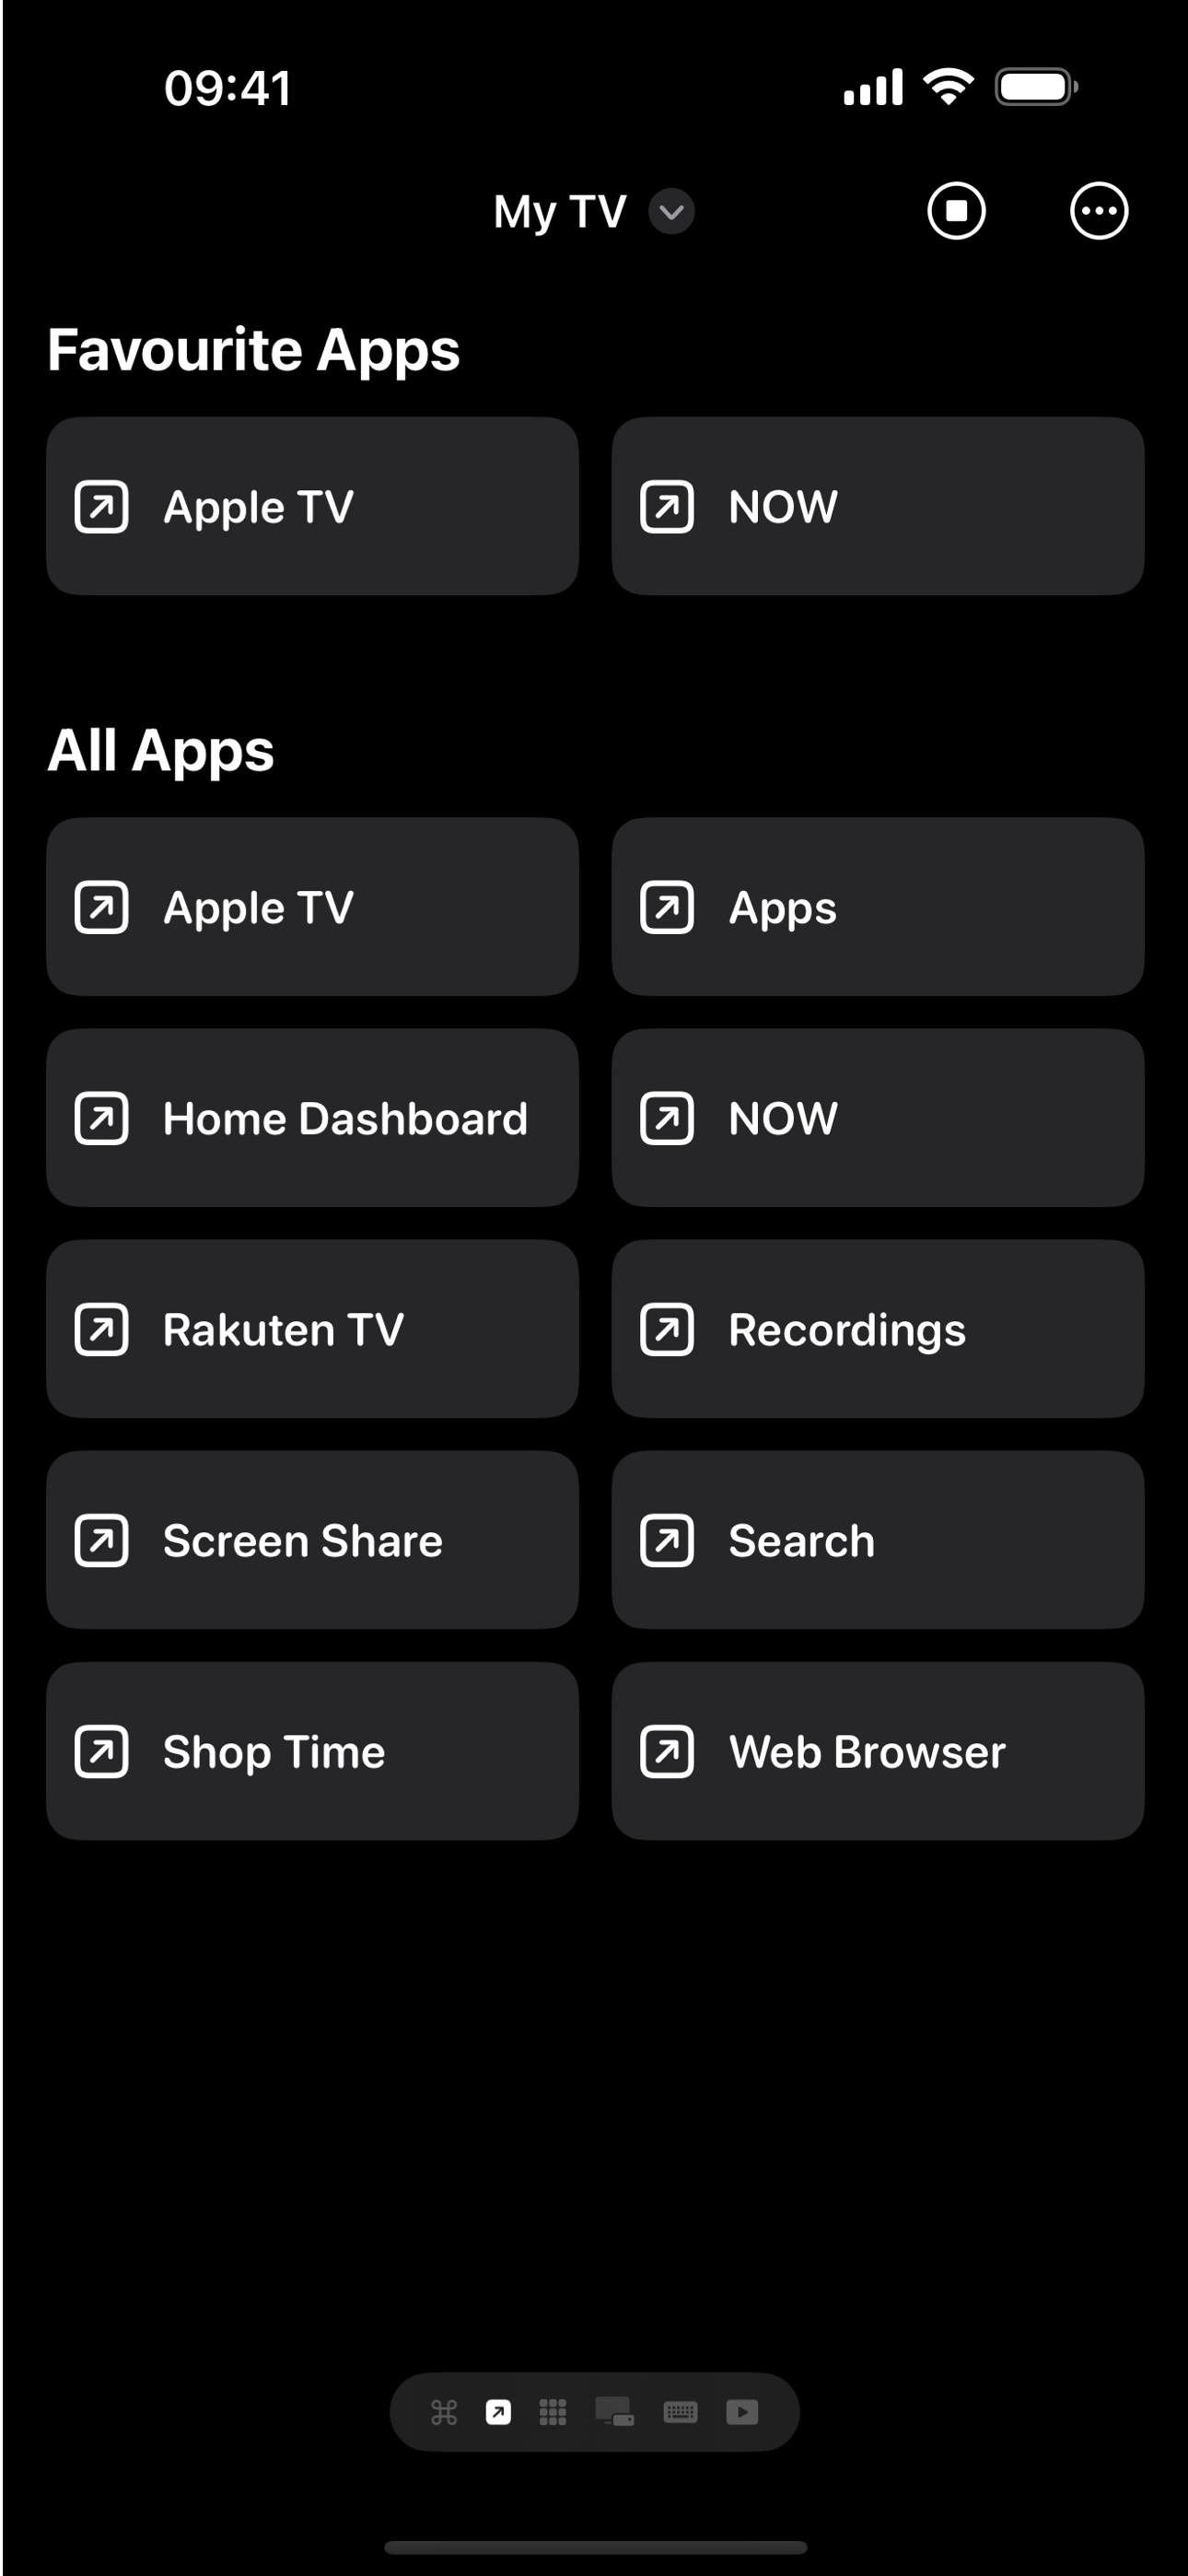 09:41
My TV
Favourite Apps
Apple TV
NOW
All Apps
Apple TV
Apps
Home Dashboard
NOW
Rakuten TV
Recordings
Screen Share
Search
Shop Time
Web Browser